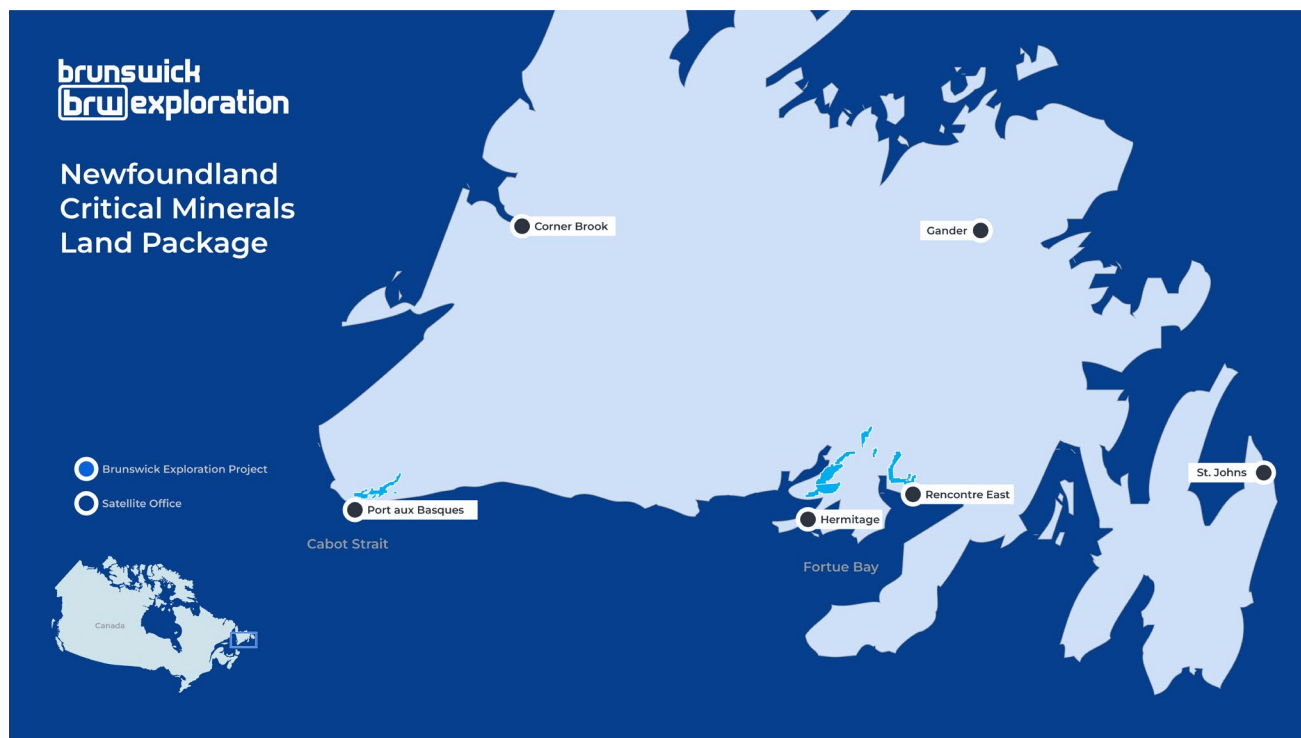 brunswick
brw exploration
Newfoundland
Critical Minerals
Land Package
Corner Brook
Gander
Brunswick Exploration Project
Satellite Office
St. Johns
Port aux Basques
Rencontre East
Hermitage
Cabot Strait
Fortue Bay
Canada